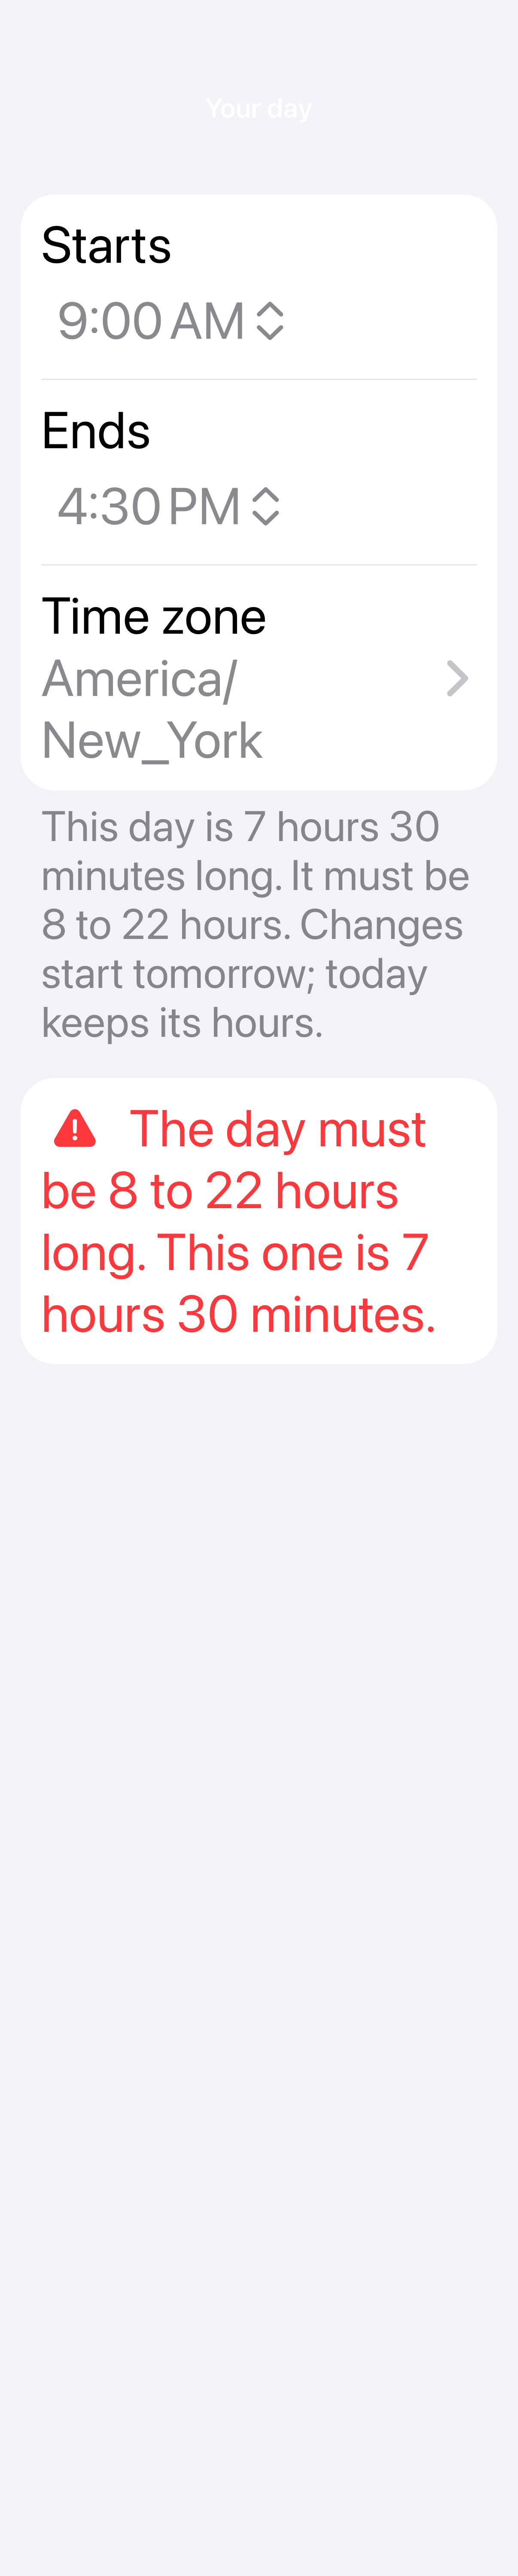 Your day
Starts
9:00 AM
Ends
4:30 PM
Time zone
America/
New_York
This day is 7 hours 30
minutes long. It must be
8 to 22 hours. Changes
start tomorrow; today
keeps its hours.
The day must
be 8 to 22 hours
long. This one is 7
hours 30 minutes.